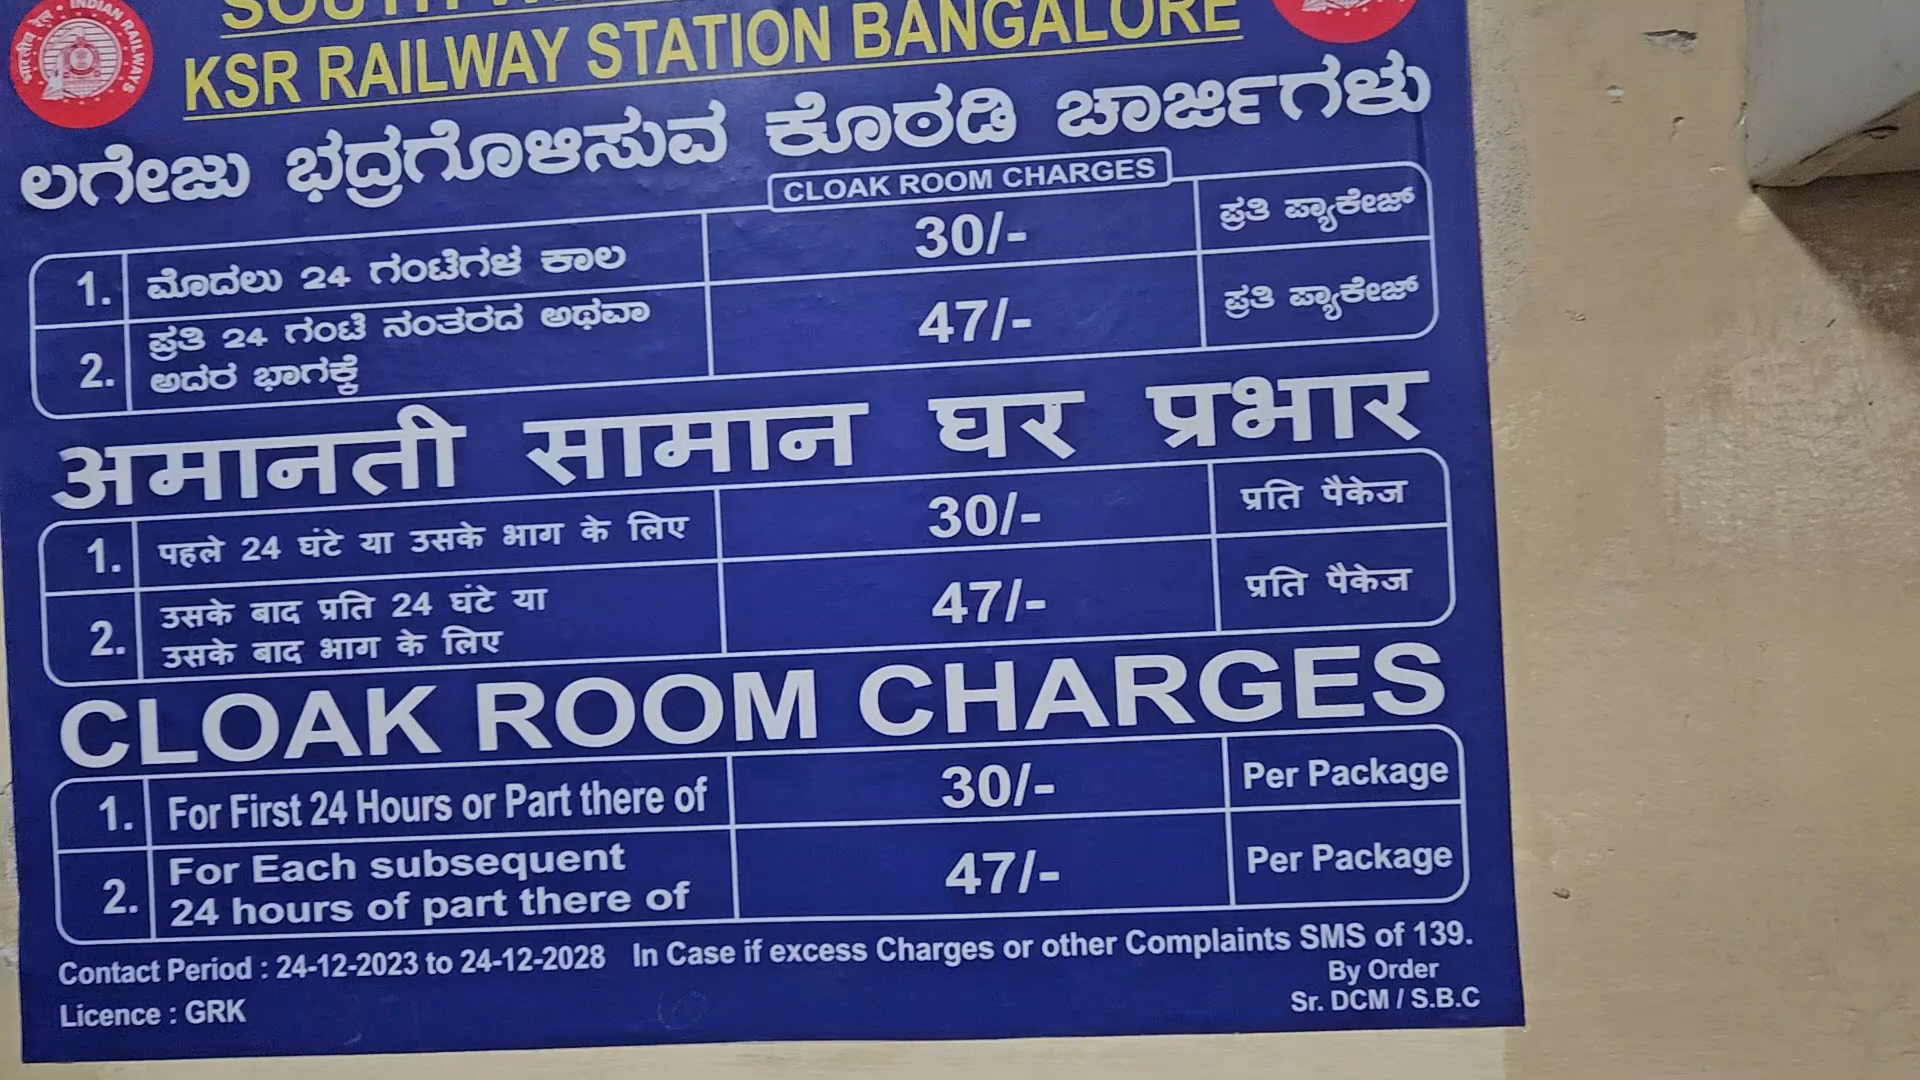 INDIAN RAILWAYS
भारतीय रेल
SOUTH
KSR RAILWAY STATION BANGALORE
ಲಗೇಜು ಭದ್ರಗೊಳಿಸುವ ಕೊಠಡಿ ಚಾರ್ಜಿಗಳು
CLOAK ROOM CHARGES
1. ಮೊದಲು 24 ಗಂಟೆಗಳ ಕಾಲ 30/- ಪ್ರತಿ ಪ್ಯಾಕೇಜ್
2. ಪ್ರತಿ 24 ಗಂಟೆ ನಂತರದ ಅಥವಾ 47/- ಪ್ರತಿ ಪ್ಯಾಕೇಜ್
ಅದರ ಭಾಗಕ್ಕೆ
अमानती सामान घर प्रभार
1. पहले 24 घंटे या उसके भाग के लिए 30/- प्रति पैकेज
2. उसके बाद प्रति 24 घंटे या 47/- प्रति पैकेज
उसके बाद भाग के लिए
CLOAK ROOM CHARGES
1. For First 24 Hours or Part there of 30/- Per Package
2. For Each subsequent 47/- Per Package
24 hours of part there of
Contact Period : 24-12-2023 to 24-12-2028 In Case if excess Charges or other Complaints SMS of 139.
By Order
Licence : GRK Sr. DCM / S.B.C